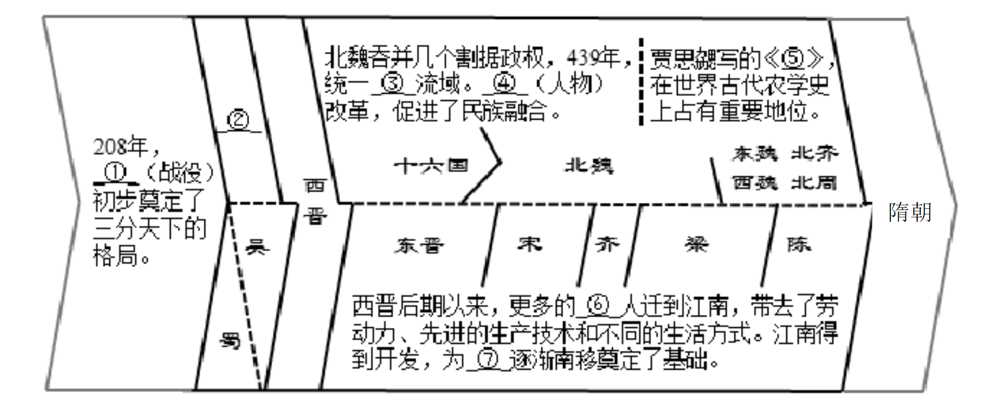 208年，
①（战役）
初步奠定了
三分天下的
格局。
②
吴
蜀
西
晋
北魏吞并几个割据政权，439年，
统一 ③ 流域。 ④ （人物）
改革，促进了民族融合。
贾思勰写的《⑤》，
在世界古代农学史
上占有重要地位。
十六国
北魏
东魏 北齐
西魏 北周
东晋
宋
齐
梁
陈
西晋后期以来，更多的 ⑥ 人迁到江南，带去了劳
动力、先进的生产技术和不同的生活方式。江南得
到开发，为 ⑦ 逐渐南移奠定了基础。
隋朝